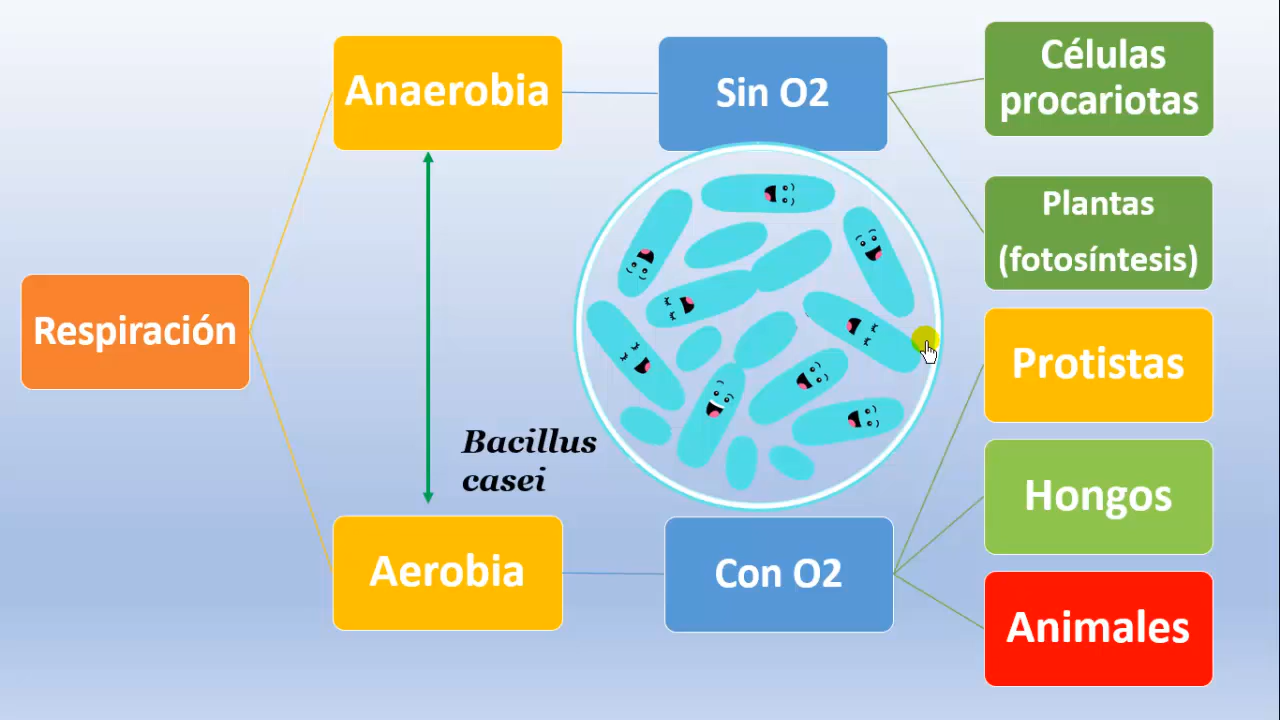 Respiración
Anaerobia
Sin O2
Células
procariotas
Plantas
(fotosíntesis)
Bacillus
casei
Aerobia
Con O2
Protistas
Hongos
Animales